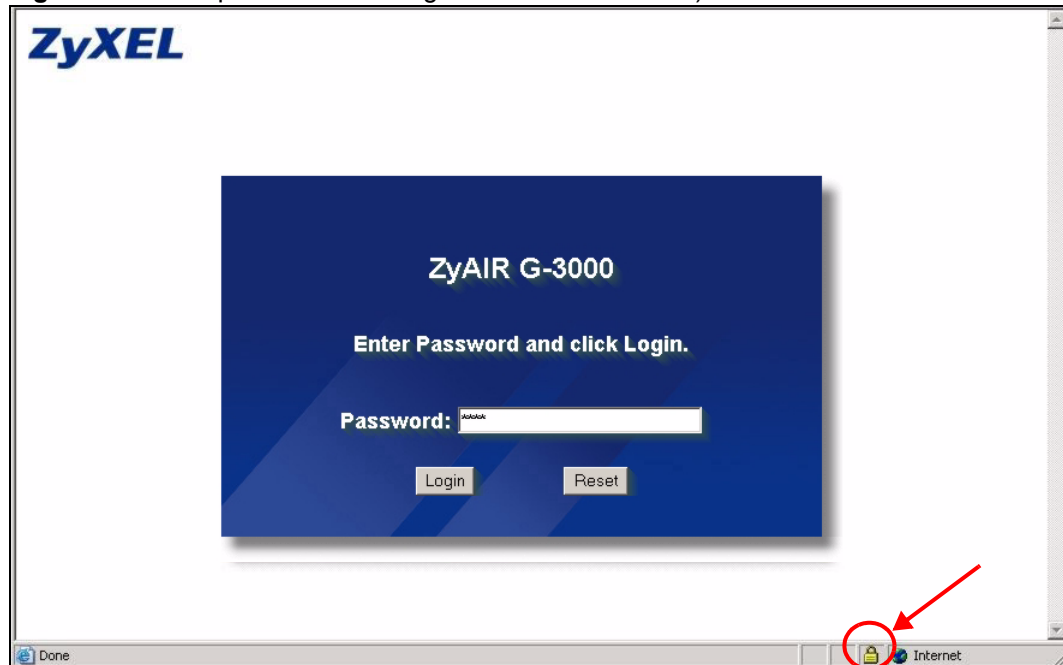 ZyXEL
ZyAIR G-3000
Enter Password and click Login.
Password: ****
Login Reset
Done Internet